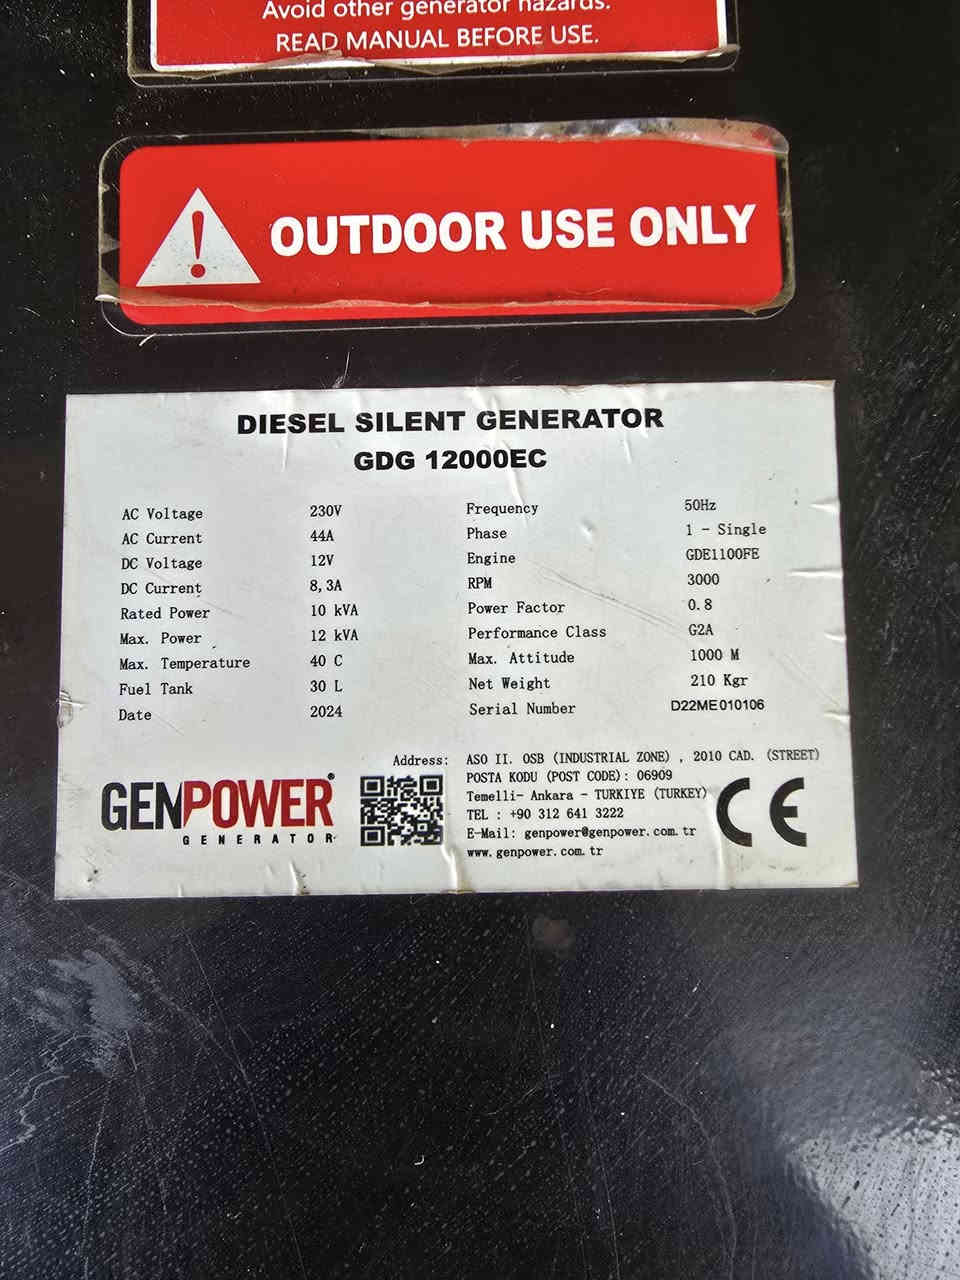 Avoid other generator hazards.
READ MANUAL BEFORE USE.
OUTDOOR USE ONLY
DIESEL SILENT GENERATOR
GDG 12000EC
AC Voltage 230V Frequency 50Hz
AC Current 44A Phase 1 - Single
DC Voltage 12V Engine GDE1100FE
DC Current 8,3A RPM 3000
Rated Power 10 kVA Power Factor 0.8
Max. Power 12 kVA Performance Class G2A
Max. Temperature 40 C Max. Attitude 1000 M
Fuel Tank 30 L Net Weight 210 Kgr
Date 2024 Serial Number D22ME010106
Address: ASO II. OSB (INDUSTRIAL ZONE) , 2010 CAD. (STREET)
POSTA KODU (POST CODE): 06909
Temelli- Ankara - TURKIYE (TURKEY)
TEL : +90 312 641 3222
E-Mail: genpower@genpower.com.tr
www.genpower.com.tr
GENPOWER®
GENERATOR
CE